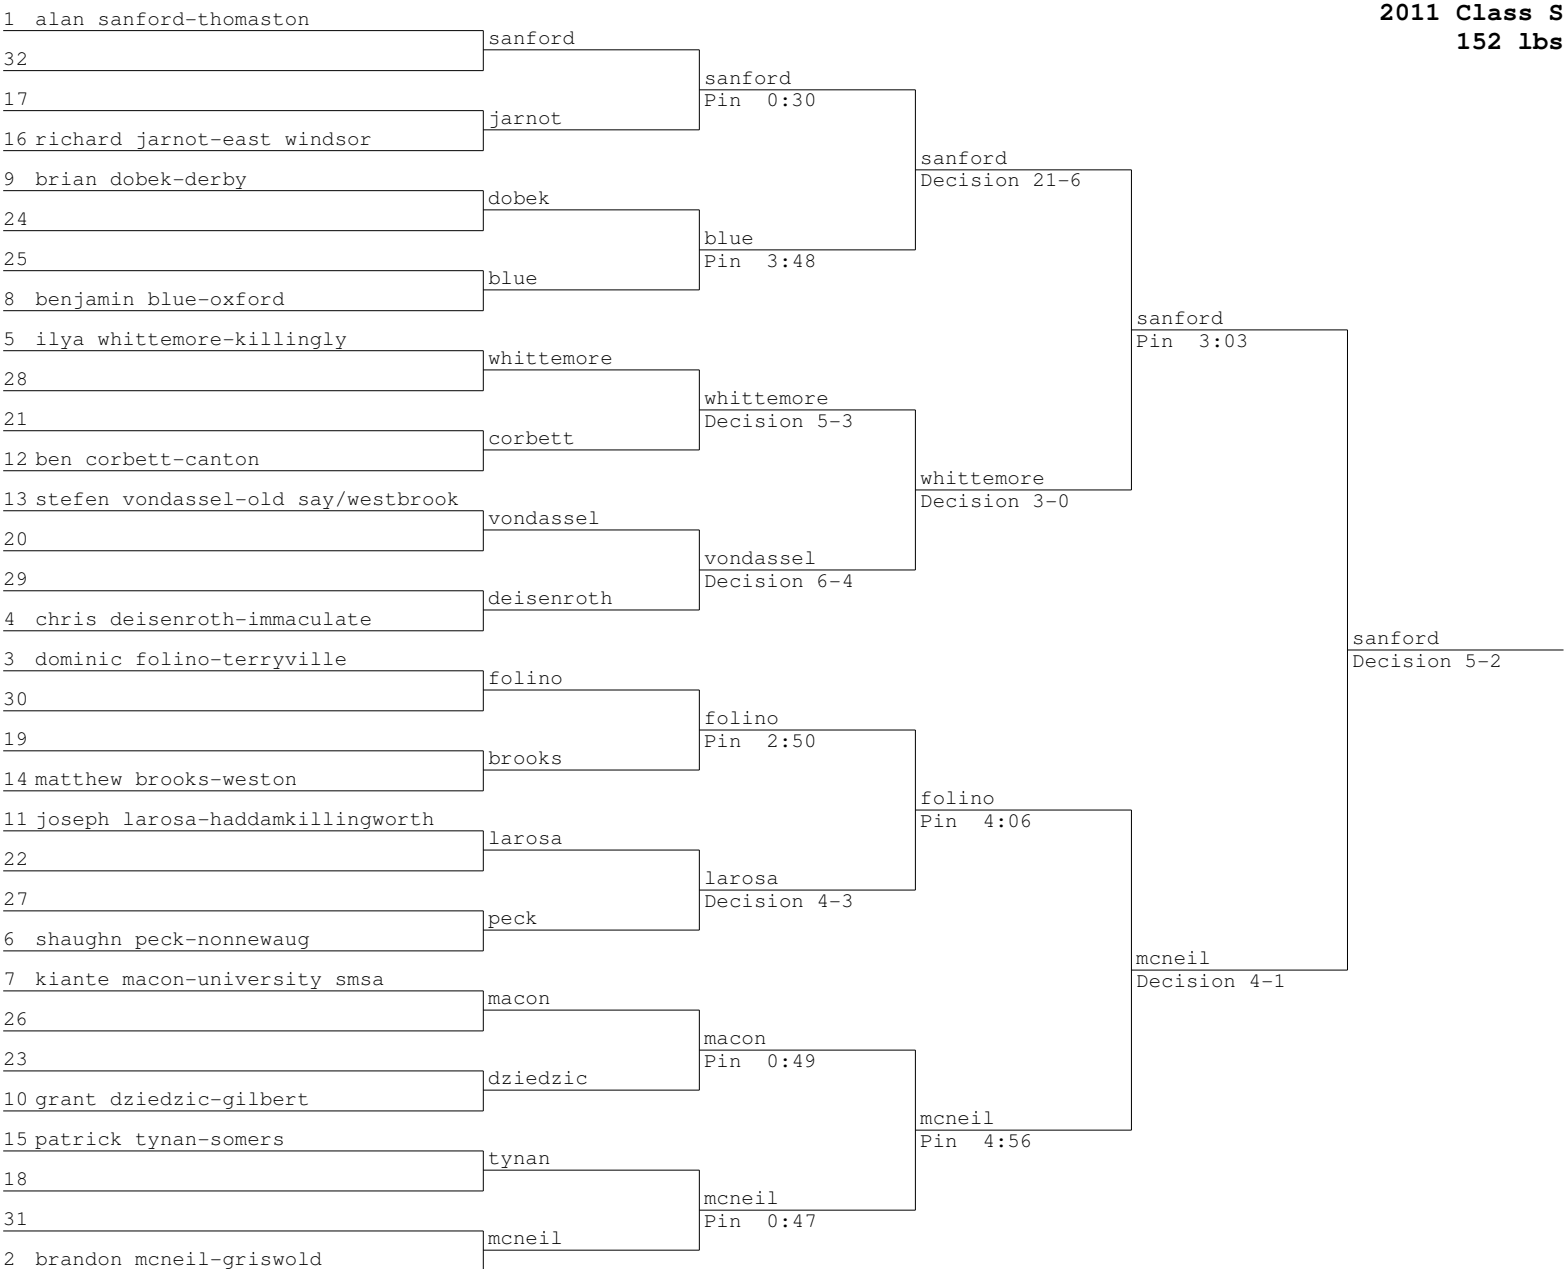 2011 Class S
152 lbs
1 alan sanford-thomaston
sanford
32
sanford
Pin 0:30
17
jarnot
16 richard jarnot-east windsor
sanford
Decision 21-6
9 brian dobek-derby
dobek
24
blue
Pin 3:48
25
blue
8 benjamin blue-oxford
sanford
Pin 3:03
5 ilya whittemore-killingly
whittemore
28
whittemore
Decision 5-3
21
corbett
12 ben corbett-canton
whittemore
Decision 3-0
13 stefen vondassel-old say/westbrook
vondassel
20
vondassel
Decision 6-4
29
deisenroth
4 chris deisenroth-immaculate
sanford
Decision 5-2
3 dominic folino-terryville
folino
30
folino
Pin 2:50
19
brooks
14 matthew brooks-weston
folino
Pin 4:06
11 joseph larosa-haddamkillingworth
larosa
22
larosa
Decision 4-3
27
peck
6 shaughn peck-nonnewaug
mcneil
Decision 4-1
7 kiante macon-university smsa
macon
26
macon
Pin 0:49
23
dziedzic
10 grant dziedzic-gilbert
mcneil
Pin 4:56
15 patrick tynan-somers
tynan
18
mcneil
Pin 0:47
31
mcneil
2 brandon mcneil-griswold